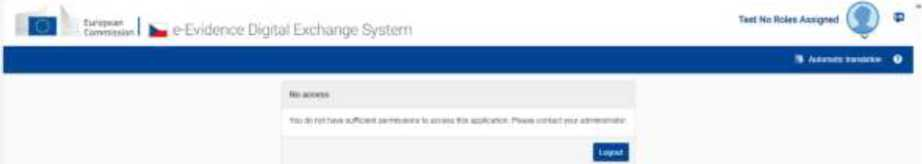 European
Commission
e-Evidence Digital Exchange System
Test No Roles Assigned
Automatic translation
No access
You do not have sufficient permissions to access this application. Please contact your administrator.
Logout